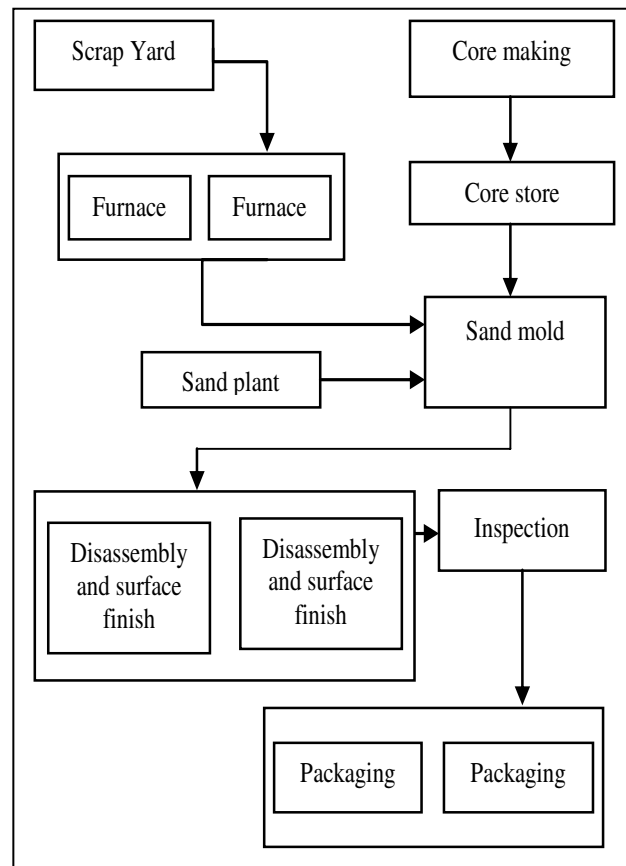 Scrap Yard
Core making
Furnace
Furnace
Core store
Sand mold
Sand plant
Disassembly
and surface
finish
Disassembly
and surface
finish
Inspection
Packaging
Packaging